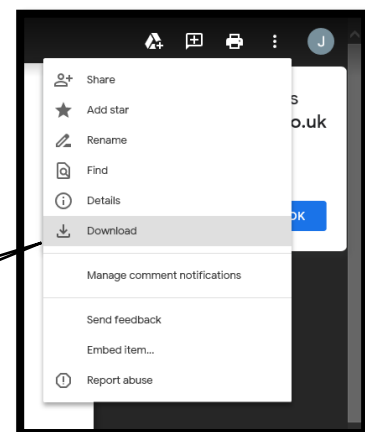 J
Share
s
Add star
o.uk
Rename
Find
Details
OK
Download
Manage comment notifications
Send feedback
Embed item...
Report abuse